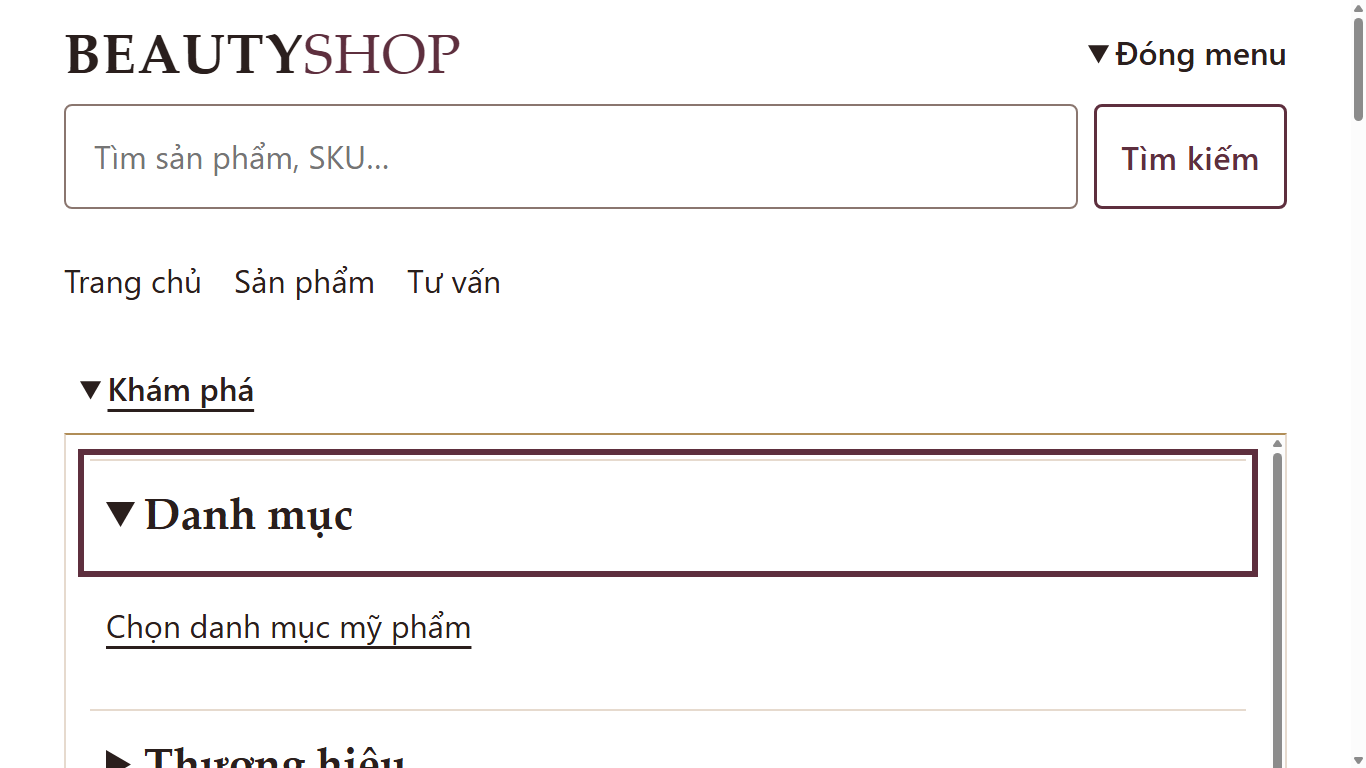 BEAUTYSHOP
Đóng menu
Tìm sản phẩm, SKU...
Tìm kiếm
Trang chủ Sản phẩm Tư vấn
Khám phá
Danh mục
Chọn danh mục mỹ phẩm
Thương hiệu